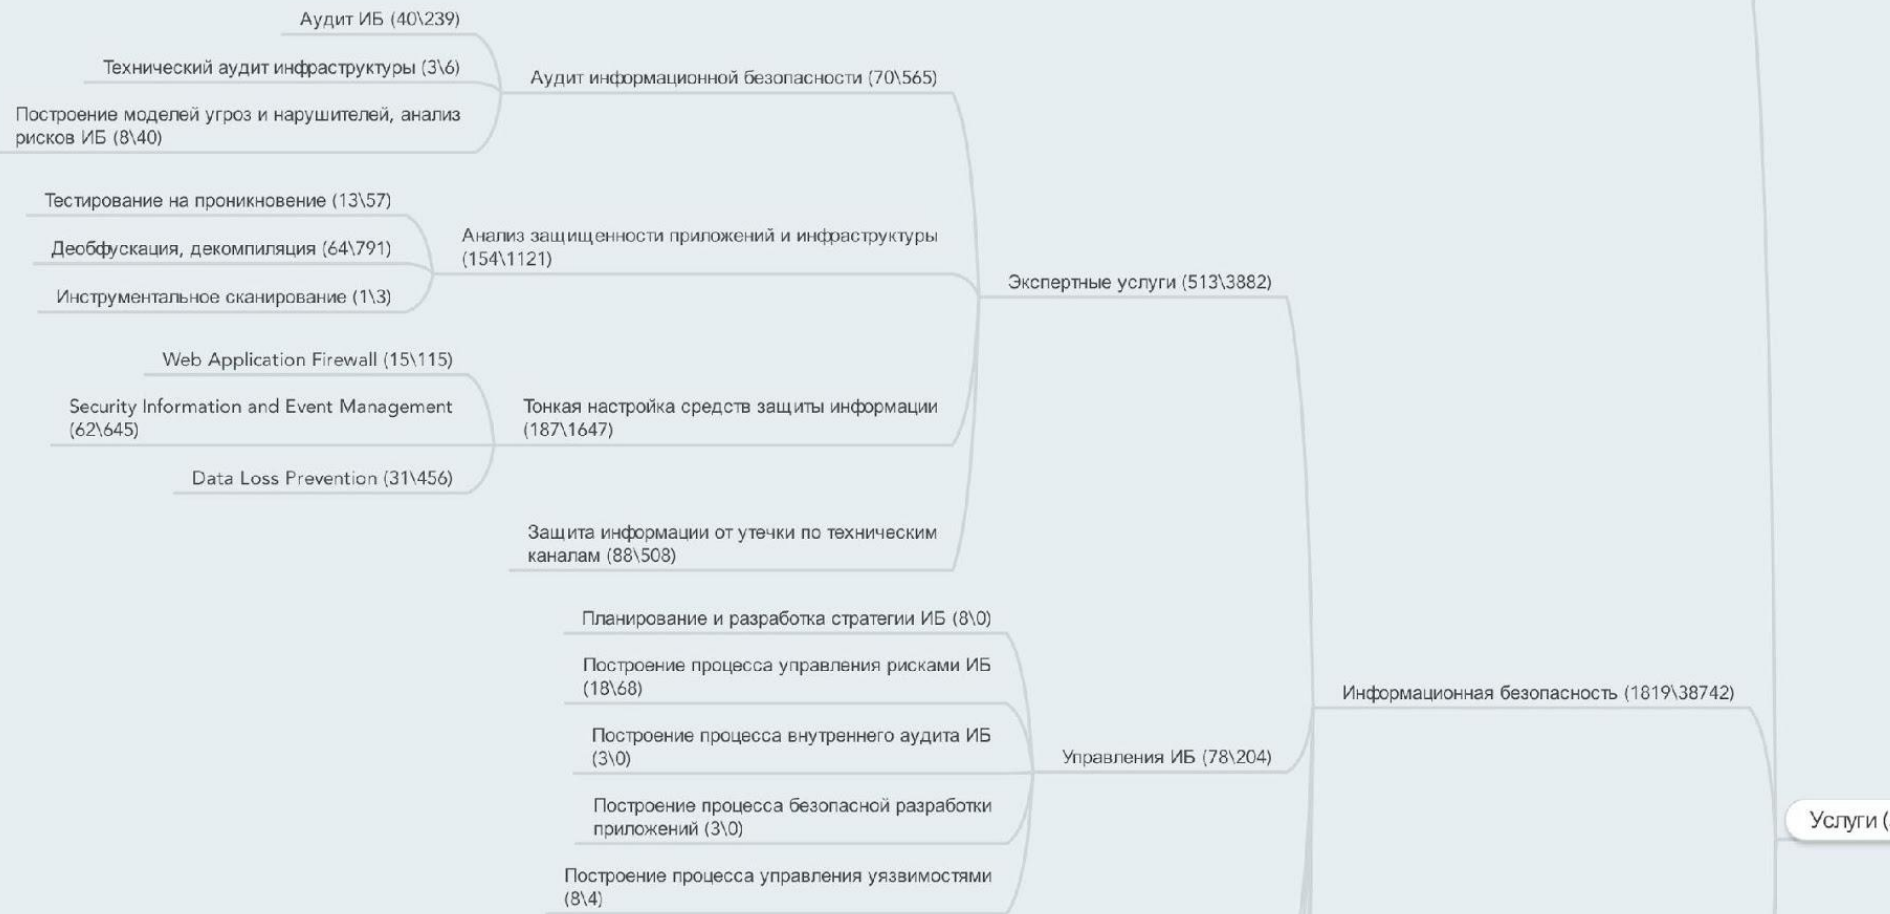 Аудит ИБ (40\239)
Технический аудит инфраструктуры (3\6)
Построение моделей угроз и нарушителей, анализ
рисков ИБ (8\40)
Аудит информационной безопасности (70\565)
Тестирование на проникновение (13\57)
Деобфускация, декомпиляция (64\791)
Инструментальное сканирование (1\3)
Анализ защищенности приложений и инфраструктуры
(154\1121)
Экспертные услуги (513\3882)
Web Application Firewall (15\115)
Security Information and Event Management
(62\645)
Data Loss Prevention (31\456)
Тонкая настройка средств защиты информации
(187\1647)
Защита информации от утечки по техническим
каналам (88\508)
Планирование и разработка стратегии ИБ (8\0)
Построение процесса управления рисками ИБ
(18\68)
Построение процесса внутреннего аудита ИБ
(3\0)
Построение процесса безопасной разработки
приложений (3\0)
Построение процесса управления уязвимостями
(8\4)
Управления ИБ (78\204)
Информационная безопасность (1819\38742)
Услуги (